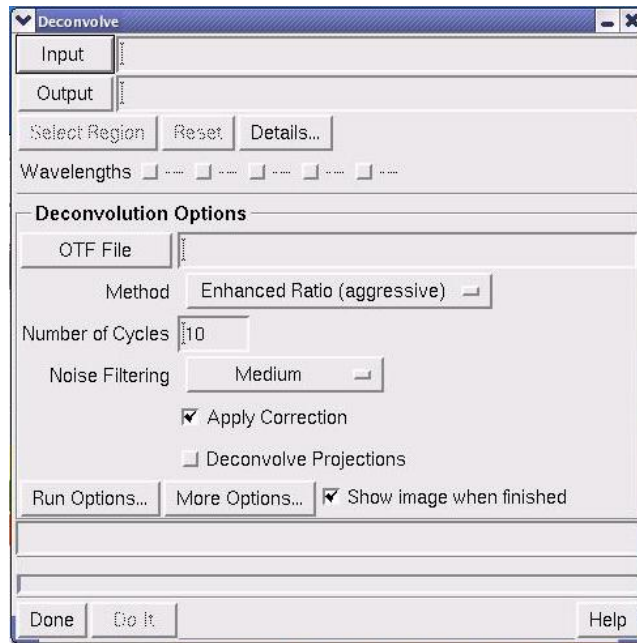 Deconvolve
Input
Output
Select Region Reset Details...
Wavelengths --- --- --- --- ---
Deconvolution Options
OTF File
Method Enhanced Ratio (aggressive)
Number of Cycles 10
Noise Filtering Medium
Apply Correction
Deconvolve Projections
Run Options... More Options... Show image when finished
Done Do It Help